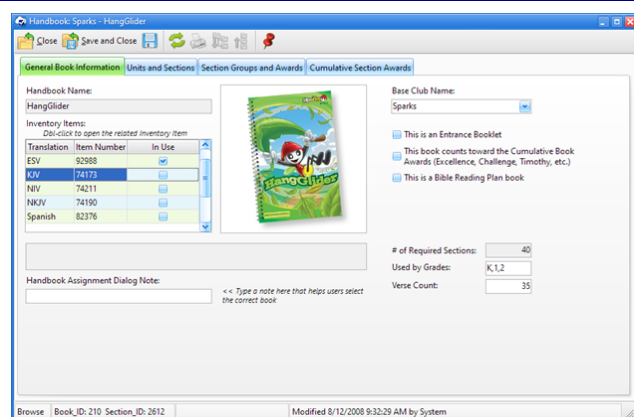 Handbook: Sparks - HangGlider
Close Save and Close
General Book Information Units and Sections Section Groups and Awards Cumulative Section Awards
Handbook Name:
HangGlider
Inventory Items:
Dbl-click to open the related Inventory Item
Translation Item Number In Use
ESV 92988
KJV 74173
NIV 74211
NKJV 74190
Spanish 82376
HangGlider
Base Club Name:
Sparks
This is an Entrance Booklet
This book counts toward the Cumulative Book
Awards (Excellence, Challenge, Timothy, etc.)
This is a Bible Reading Plan book
# of Required Sections: 40
Used by Grades: K,1,2
Verse Count: 35
Handbook Assignment Dialog Note:
<< Type a note here that helps users select
the correct book
Browse Book_ID: 210 Section_ID: 2612 Modified 8/12/2008 9:32:29 AM by System